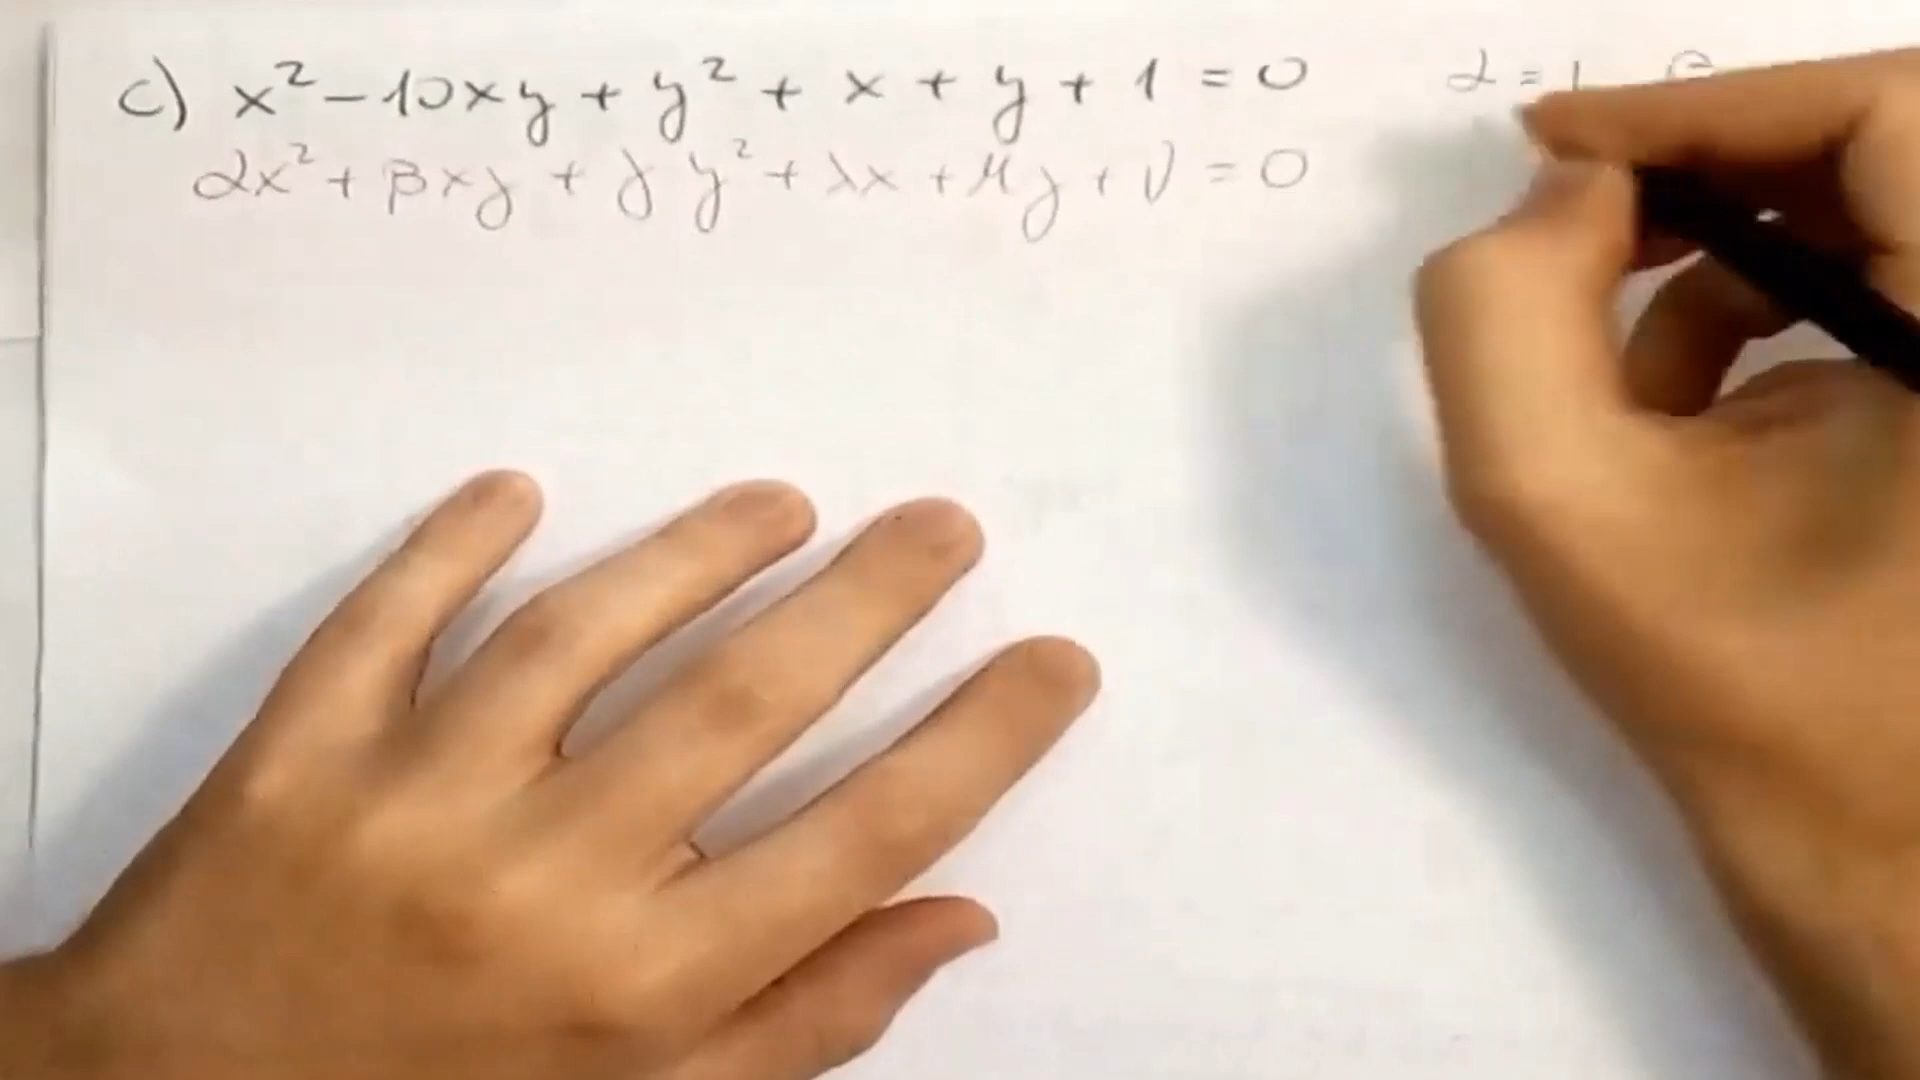 c) x² - 10xy + y² + x + y + 1 = 0
αx² + βxy + γy² + λx + μy + ν = 0
α = 1